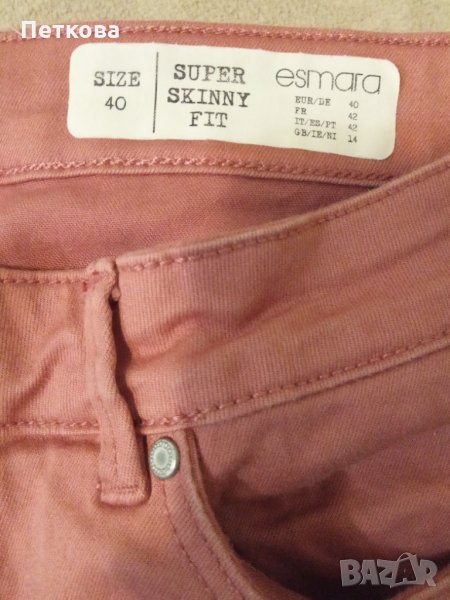 Петкова
SIZE
40
SUPER
SKINNY
FIT
esmara
EUR/DE 40
FR 42
IT/ES/PT 42
GB/IE/NI 14
BAZAR